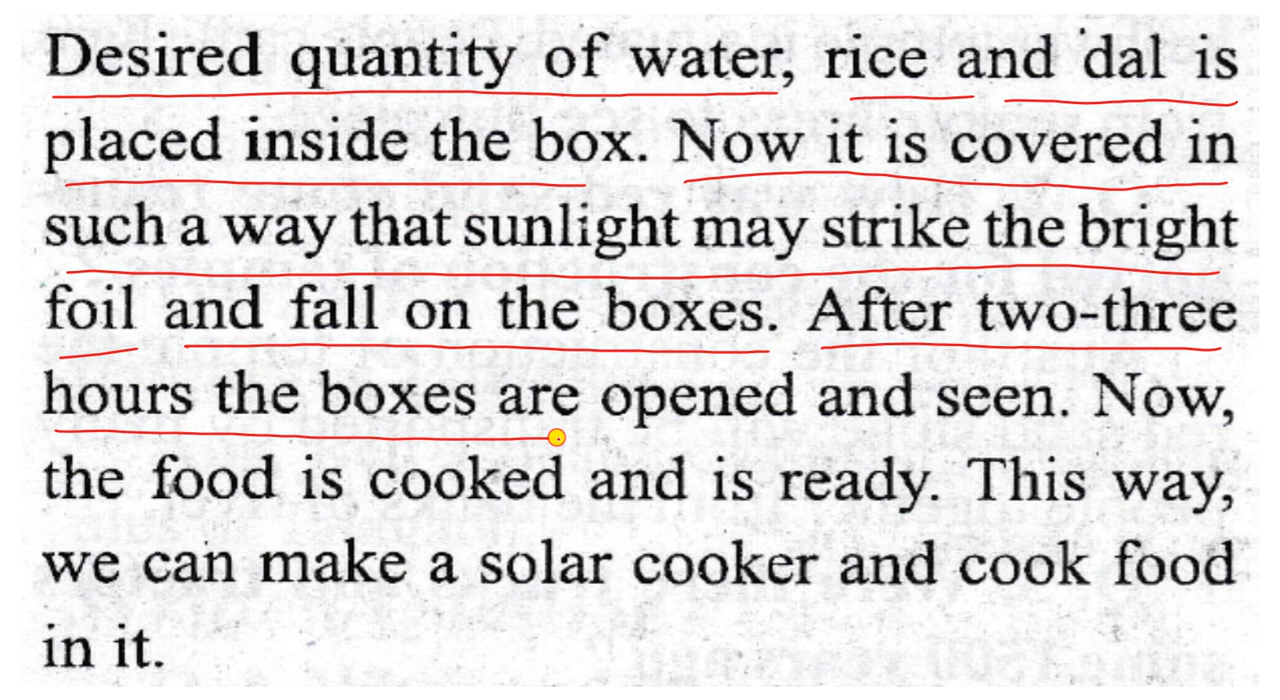 Desired quantity of water, rice and dal is
placed inside the box. Now it is covered in
such a way that sunlight may strike the bright
foil and fall on the boxes. After two-three
hours the boxes are opened and seen. Now,
the food is cooked and is ready. This way,
we can make a solar cooker and cook food
in it.